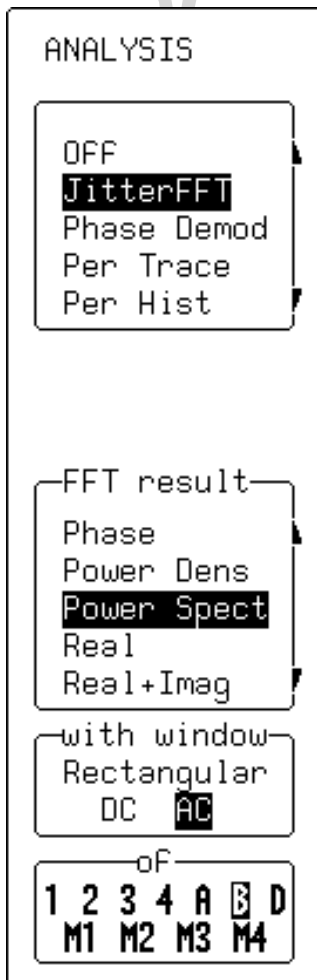 ANALYSIS
OFF
JitterFFT
Phase Demod
Per Trace
Per Hist
FFT result
Phase
Power Dens
Power Spect
Real
Real+Imag
with window
Rectangular
DC AC
of
1 2 3 4 A B D
M1 M2 M3 M4